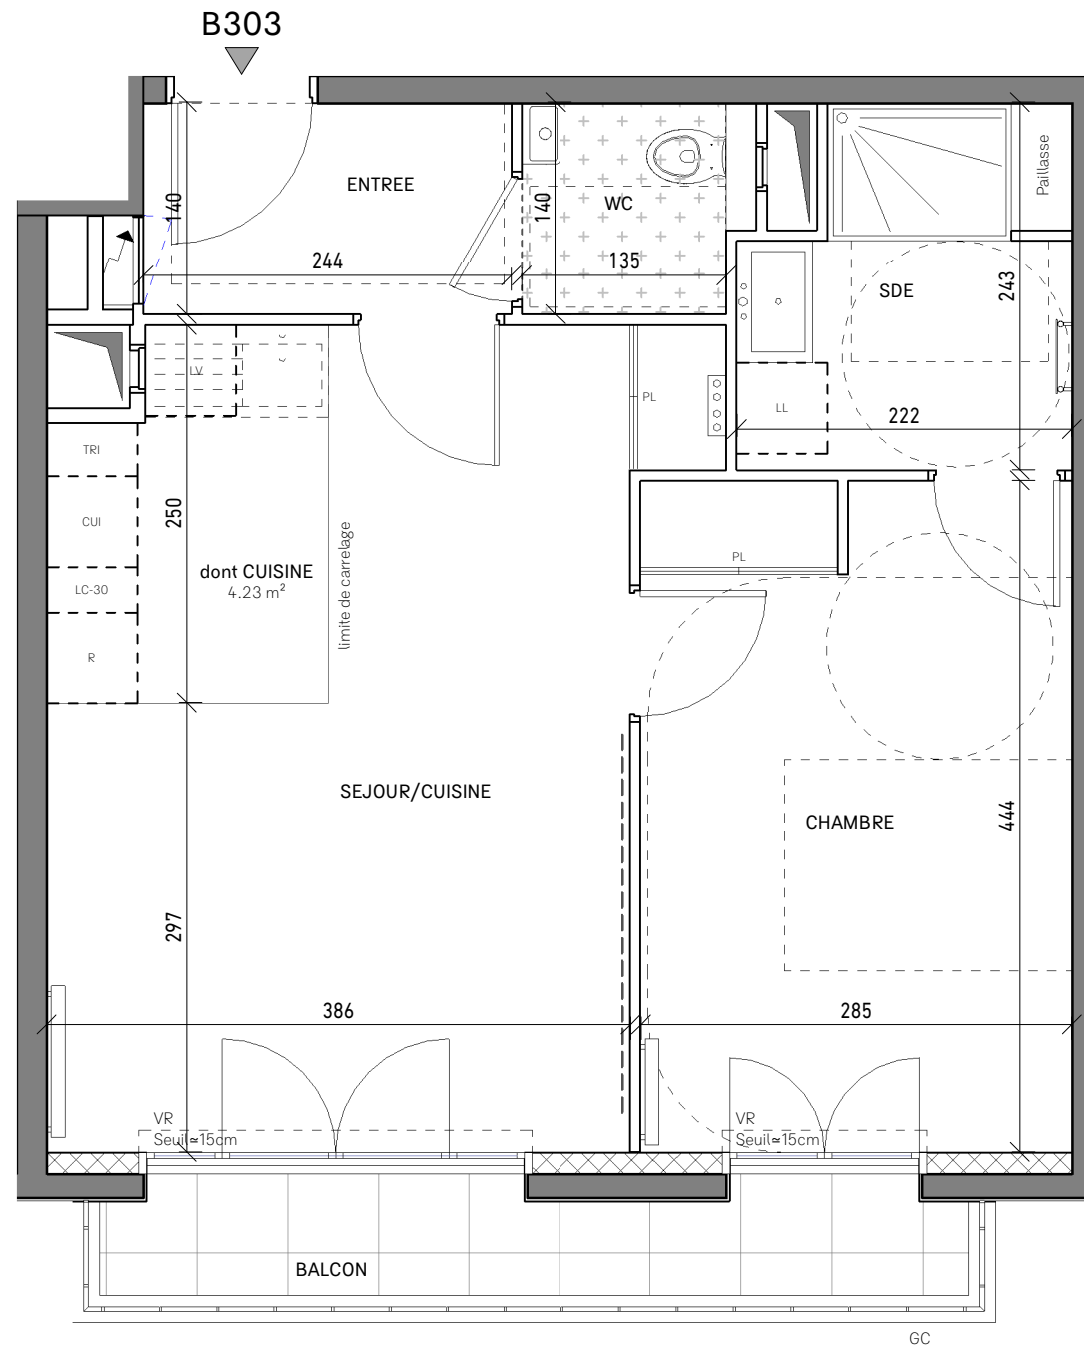 B303
ENTREE
140
244
WC
140
135
Paillasse
SDE
243
222
LV
PL
LL
TRI
CUI
LC-30
R
250
dont CUISINE
4.23 m²
limite de carrelage
PL
SEJOUR/CUISINE
CHAMBRE
444
297
386
285
VR
Seuil≃15cm
VR
Seuil≃15cm
BALCON
GC